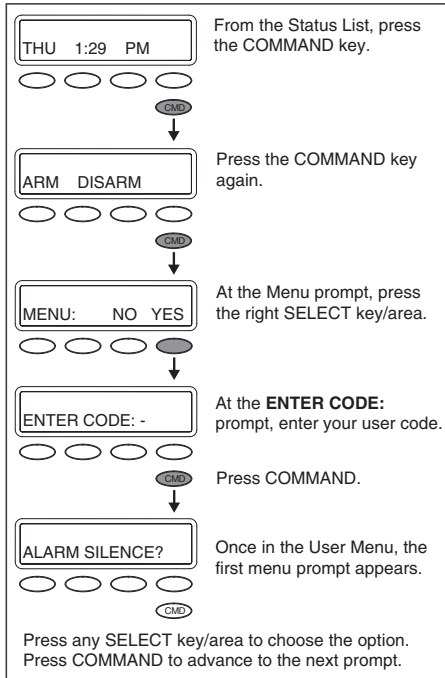 THU 1:29 PM
From the Status List, press
the COMMAND key.
CMD
ARM DISARM
Press the COMMAND key
again.
CMD
MENU: NO YES
At the Menu prompt, press
the right SELECT key/area.
ENTER CODE: -
At the ENTER CODE:
prompt, enter your user code.
CMD
Press COMMAND.
ALARM SILENCE?
Once in the User Menu, the
first menu prompt appears.
CMD
Press any SELECT key/area to choose the option.
Press COMMAND to advance to the next prompt.